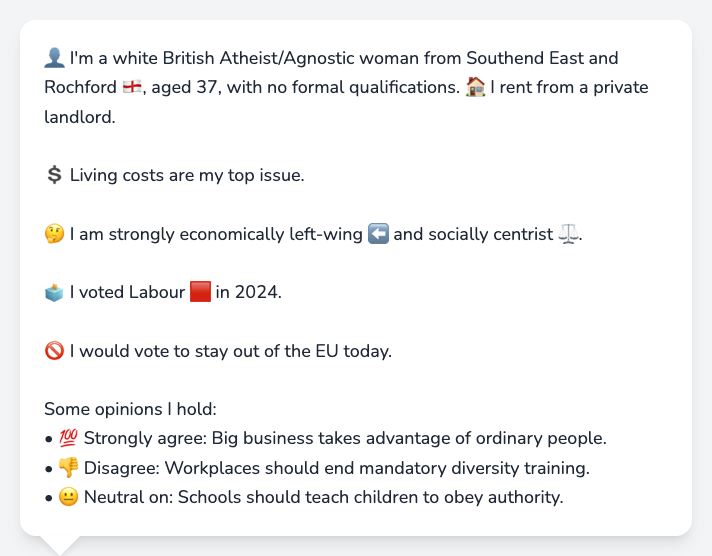 👤 I'm a white British Atheist/Agnostic woman from Southend East and
Rochford 🏴󠁧󠁢󠁥󠁮󠁧󠁿, aged 37, with no formal qualifications. 🏠 I rent from a private
landlord.
💲 Living costs are my top issue.
🤔 I am strongly economically left-wing ⬅️ and socially centrist ⚖️.
🗳️ I voted Labour 🟥 in 2024.
🚫 I would vote to stay out of the EU today.
Some opinions I hold:
• 💯 Strongly agree: Big business takes advantage of ordinary people.
• 👎 Disagree: Workplaces should end mandatory diversity training.
• 😐 Neutral on: Schools should teach children to obey authority.